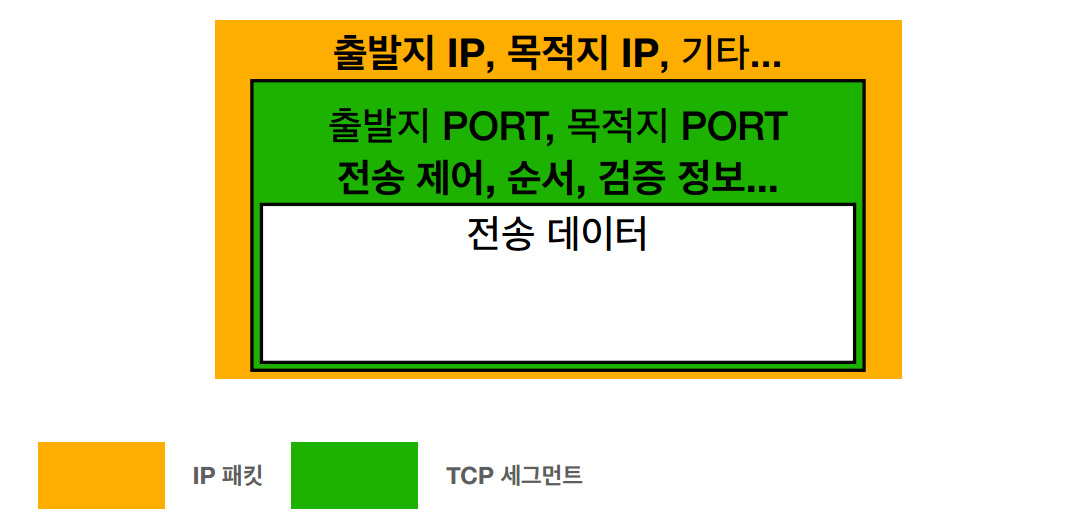 출발지 IP, 목적지 IP, 기타...
출발지 PORT, 목적지 PORT
전송 제어, 순서, 검증 정보...
전송 데이터
IP 패킷
TCP 세그먼트